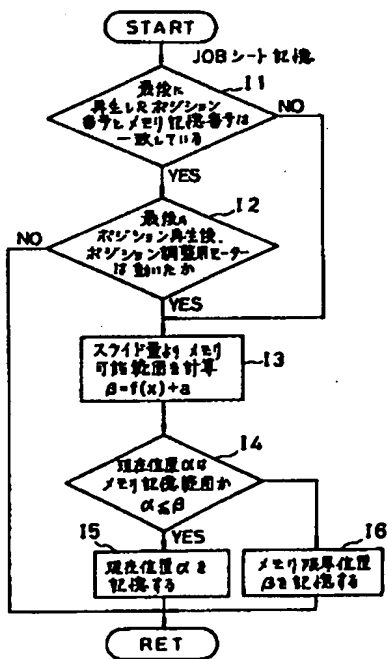 START
JOBシート記憶
I1
最後に
再生したポジション
番号とメモリ記憶番号は
一致している
NO
YES
I2
最後の
ポジション再生後、
ポジション調整用モーター
は動いたか
NO
YES
I3
スライド量よりメモリ
可能範囲を計算
β=f(x)+a
I4
現在位置αは
メモリ記憶範囲か
α≦β
YES
I5
現在位置αを
記憶する
I6
メモリ限界位置
βを記憶する
RET